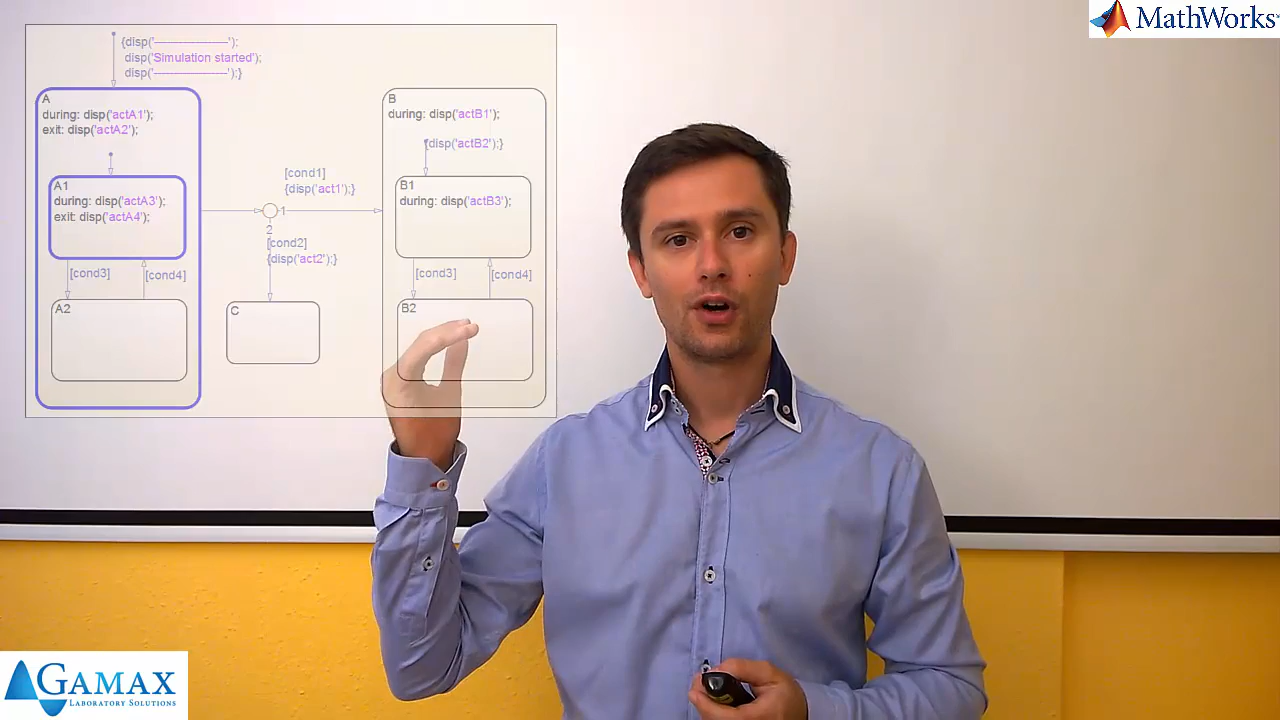 MathWorks
{disp('---------------------');
disp('Simulation started');
disp('---------------------');}
A
during: disp('actA1');
exit: disp('actA2');
A1
during: disp('actA3');
exit: disp('actA4');
[cond3]
[cond4]
A2
[cond1]
{disp('act1');}
1
2
[cond2]
{disp('act2');}
C
B
during: disp('actB1');
{disp('actB2');}
B1
during: disp('actB3');
[cond3]
[cond4]
B2
GAMAX
LABORATORY SOLUTIONS